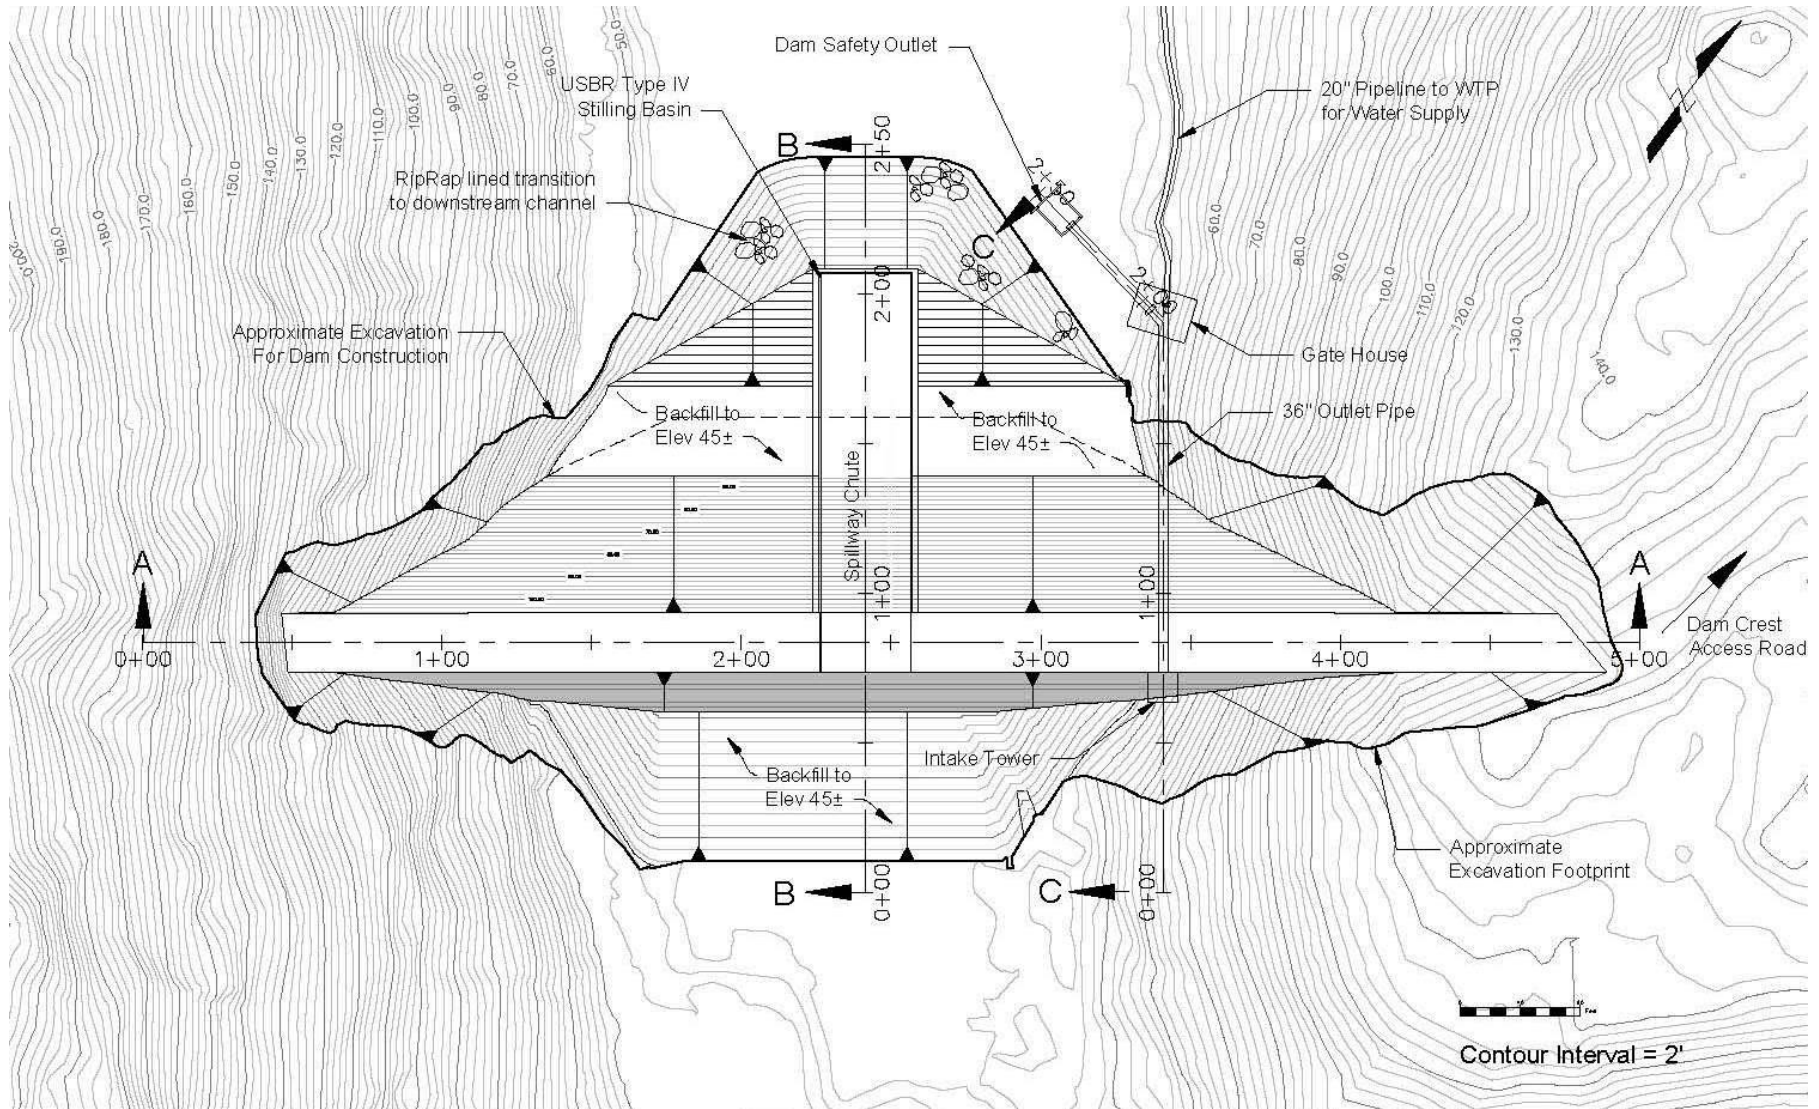 Dam Safety Outlet
USBR Type IV
Stilling Basin
20" Pipeline to WTP
for Water Supply
RipRap lined transition
to downstream channel
B
2+50
C
2+00
Approximate Excavation
For Dam Construction
Gate House
36" Outlet Pipe
Backfill to
Elev 45±
Backfill to
Elev 45±
Spillway Chute
1+00
1+00
A
A
Dam Crest
Access Road
0+00
1+00
2+00
3+00
4+00
5+00
Intake Tower
Backfill to
Elev 45±
Approximate
Excavation Footprint
B
0+00
C
0+00
Contour Interval = 2'
200.0
190.0
180.0
170.0
160.0
150.0
140.0
130.0
120.0
110.0
100.0
90.0
80.0
70.0
60.0
50.0
60.0
70.0
80.0
90.0
100.0
110.0
120.0
130.0
140.0